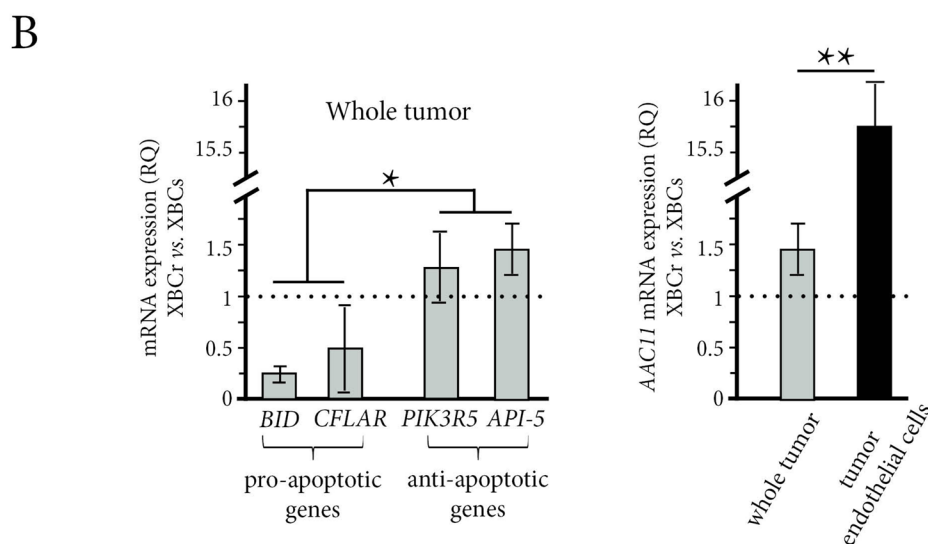 B
Whole tumor
mRNA expression (RQ)
XBCr vs. XBCs
16
15.5
1.5
1
0.5
0
*
BID CFLAR PIK3R5 API-5
pro-apoptotic
genes
anti-apoptotic
genes
AAC11 mRNA expression (RQ)
XBCr vs. XBCs
16
15.5
1.5
1
0.5
0
**
whole tumor
tumor
endothelial cells